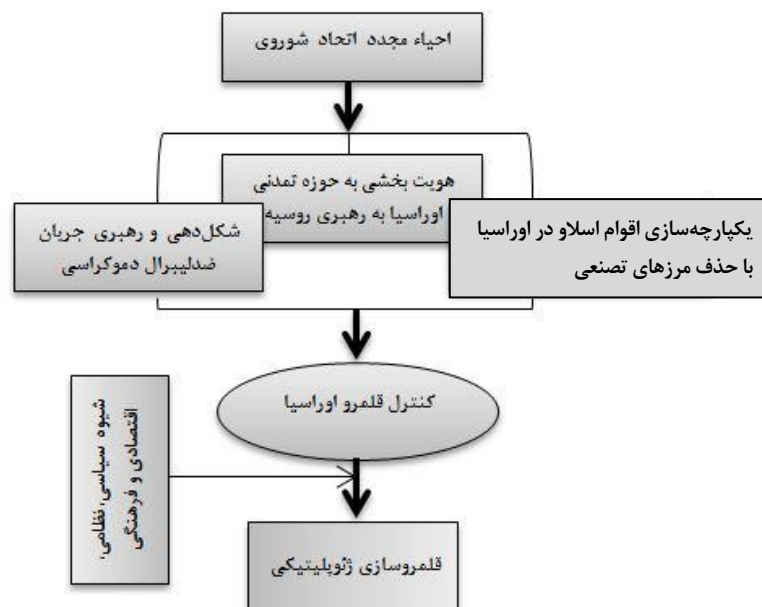 احیاء مجدد اتحاد شوروی
هویت بخشی به حوزه تمدنی
اوراسیا به رهبری روسیه
یکپارچه‌سازی اقوام اسلاو در اوراسیا
با حذف مرزهای تصنعی
شکل‌دهی و رهبری جریان
ضدلیبرال دموکراسی
کنترل قلمرو اوراسیا
شیوه سیاسی، نظامی،
اقتصادی و فرهنگی
قلمروسازی ژئوپلیتیکی